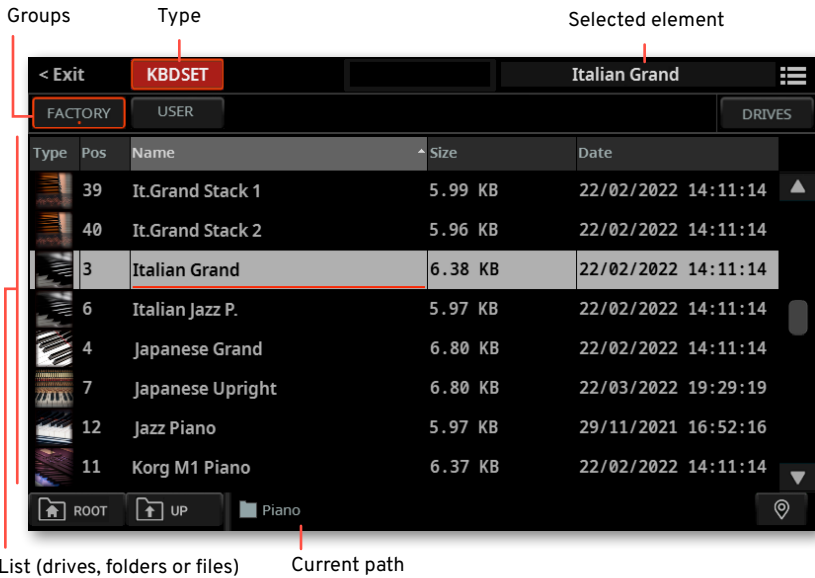 Groups Type Selected element
< Exit KBDSET Italian Grand
FACTORY USER DRIVES
Type Pos Name Size Date
39 It.Grand Stack 1 5.99 KB 22/02/2022 14:11:14
40 It.Grand Stack 2 5.96 KB 22/02/2022 14:11:14
3 Italian Grand 6.38 KB 22/02/2022 14:11:14
6 Italian Jazz P. 5.97 KB 22/02/2022 14:11:14
4 Japanese Grand 6.80 KB 22/02/2022 14:11:14
7 Japanese Upright 6.80 KB 22/03/2022 19:29:19
12 Jazz Piano 5.97 KB 29/11/2021 16:52:16
11 Korg M1 Piano 6.37 KB 22/02/2022 14:11:14
ROOT UP Piano
List (drives, folders or files) Current path